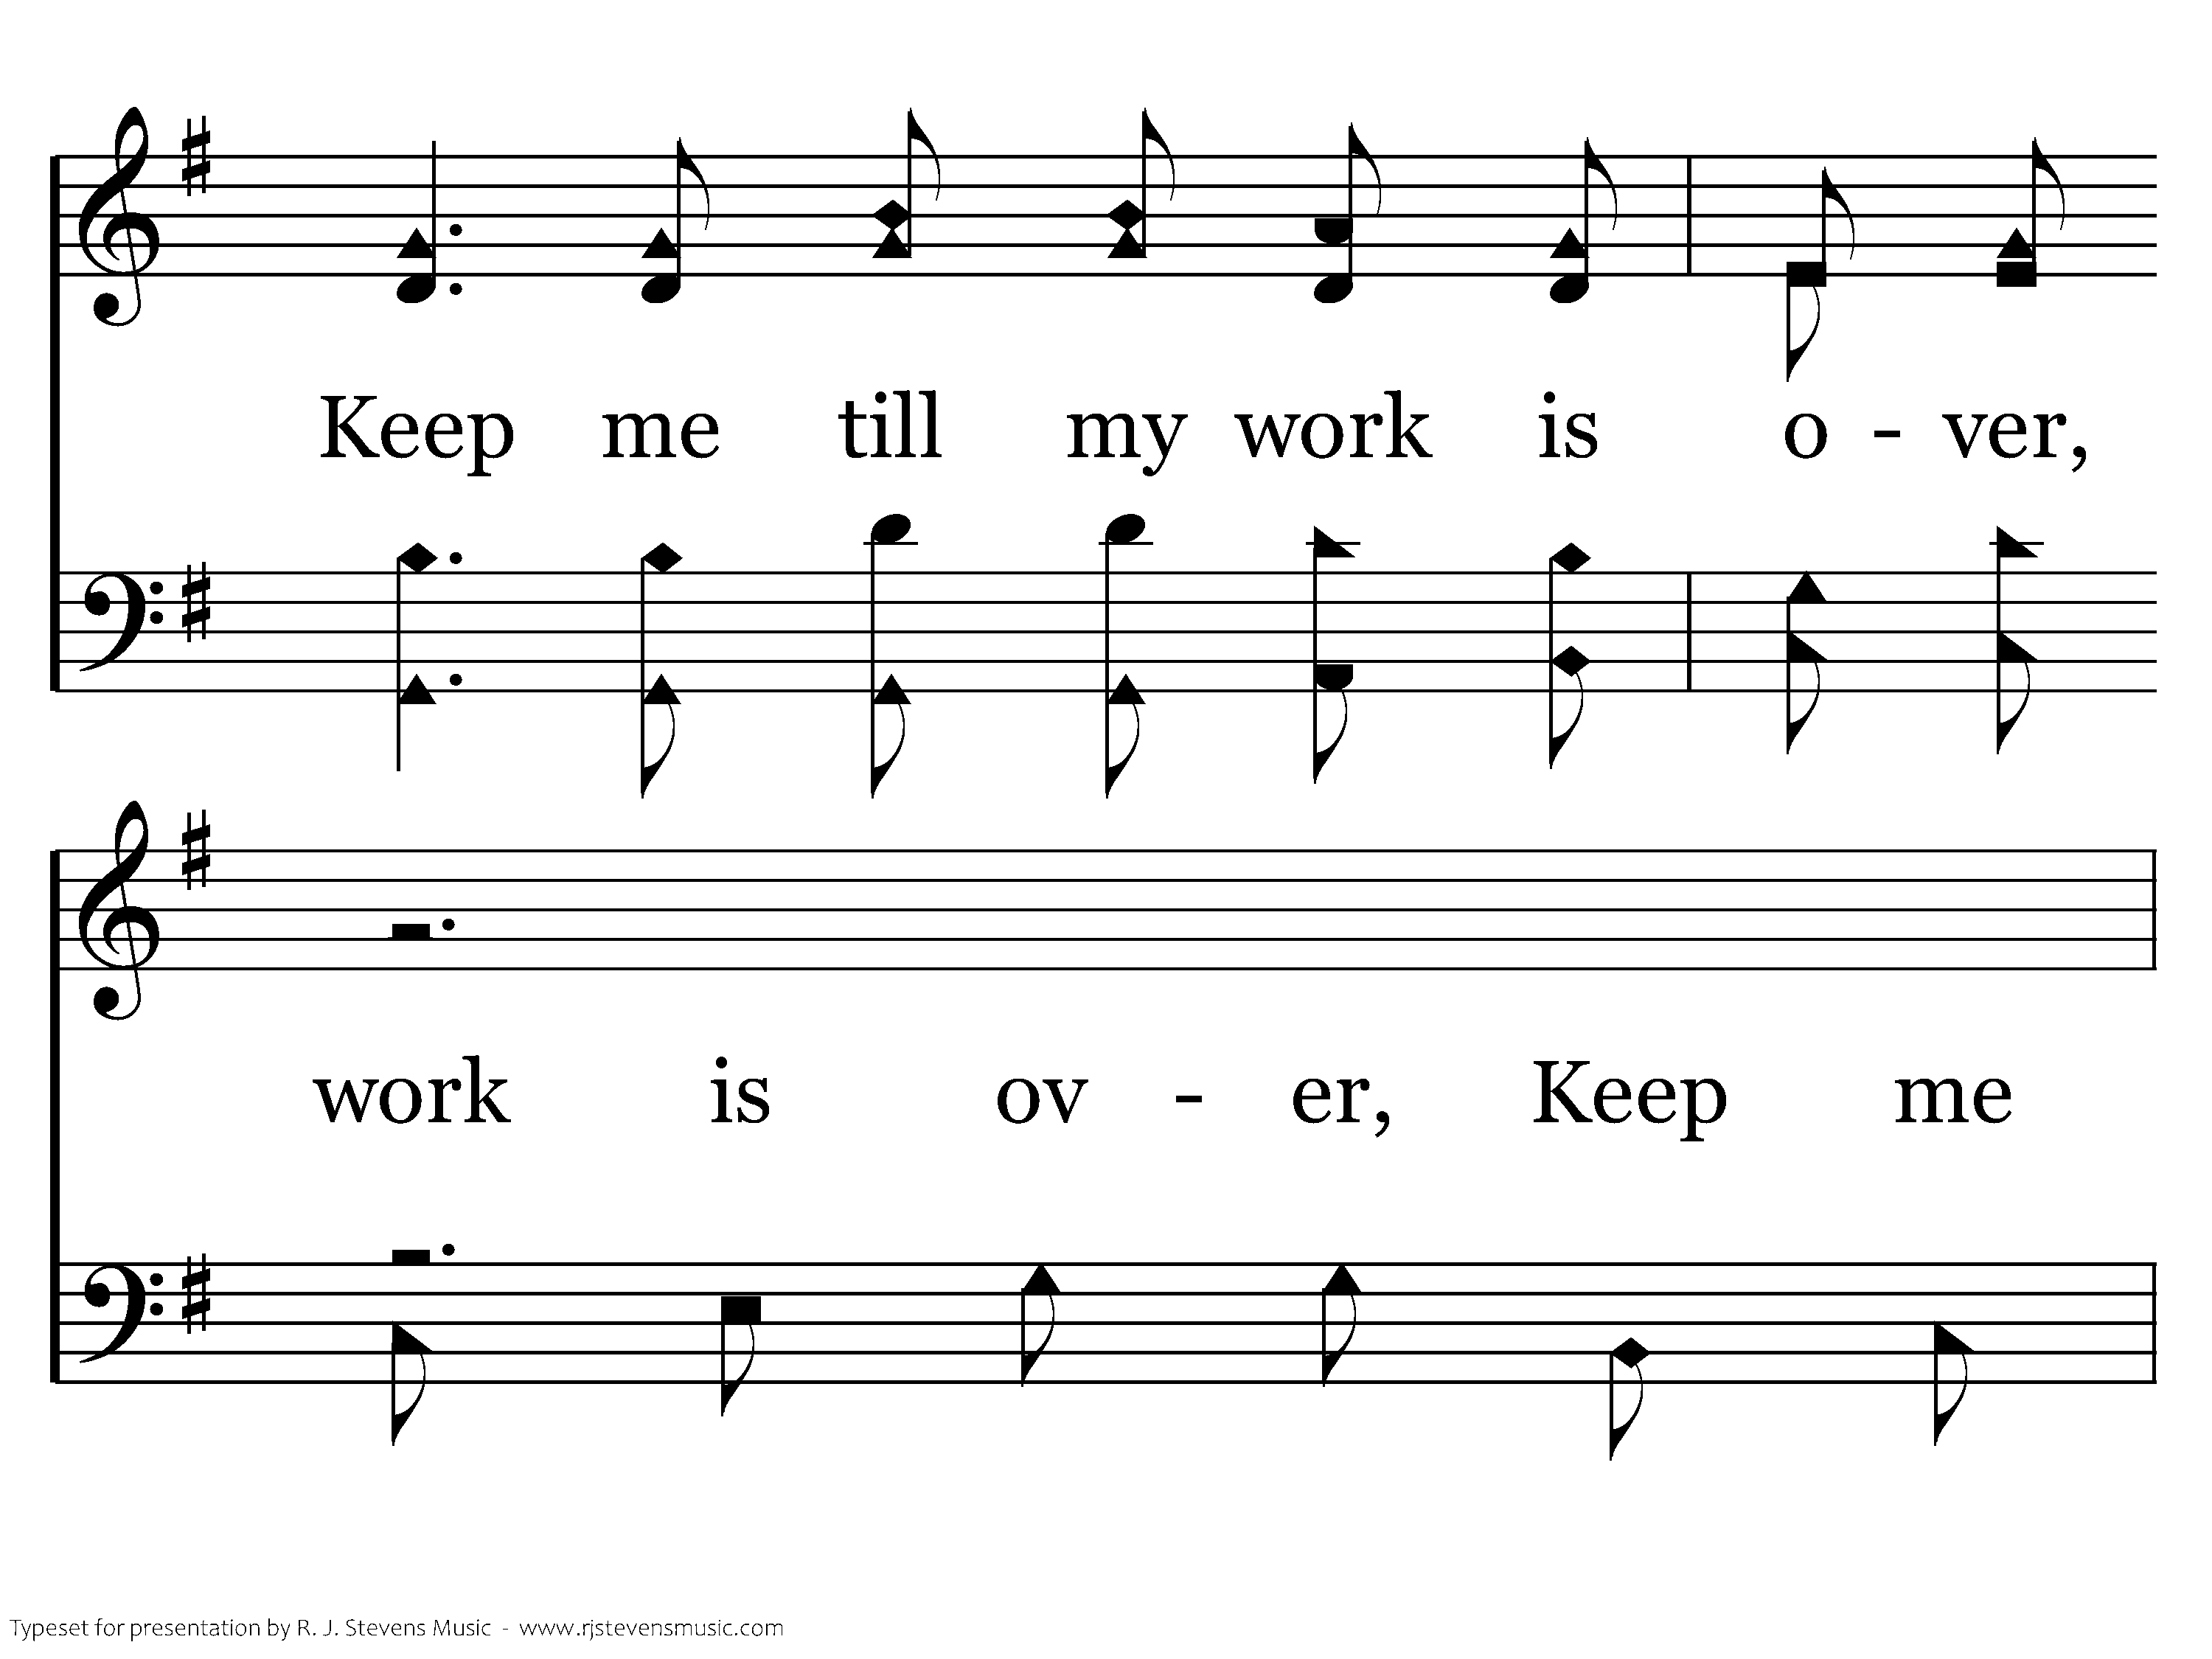 Keep me till my work is o - ver,
work is ov - er, Keep me
Typeset for presentation by R. J. Stevens Music - www.rjstevensmusic.com